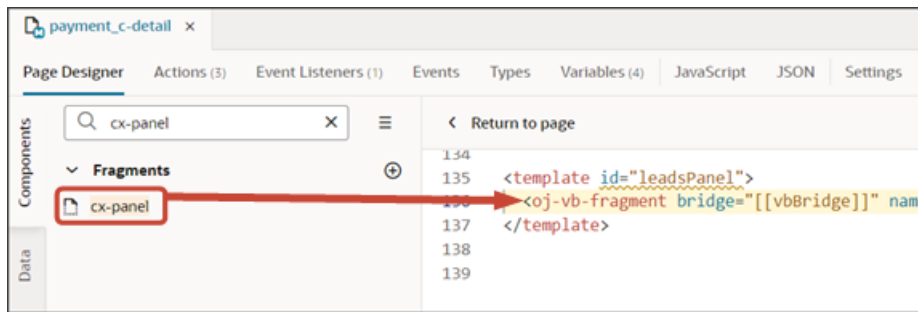 payment_c-detail ×
Page Designer Actions (3) Event Listeners (1) Events Types Variables (4) JavaScript JSON Settings
Components
Data
cx-panel
Fragments
cx-panel
Return to page
134
135 <template id="leadsPanel">
136 <oj-vb-fragment bridge="[[vbBridge]]" nam
137 </template>
138
139